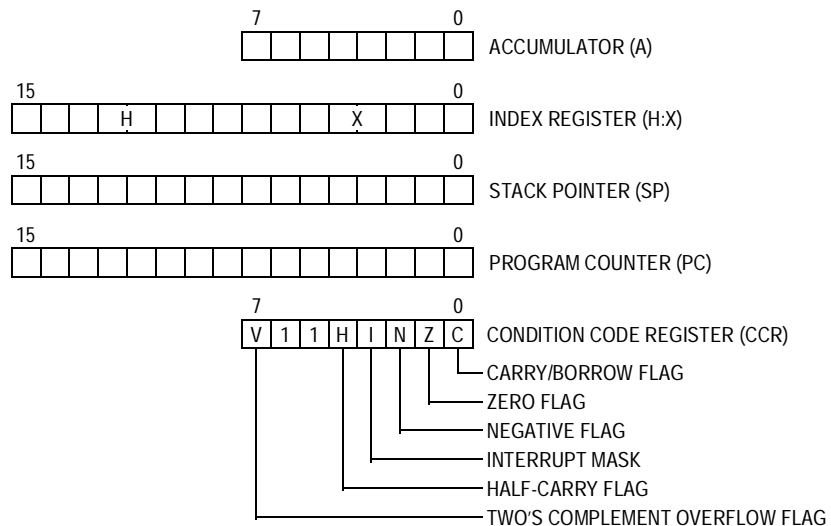 7 0
ACCUMULATOR (A)
15 0
H X INDEX REGISTER (H:X)
15 0
STACK POINTER (SP)
15 0
PROGRAM COUNTER (PC)
7 0
V 1 1 H I N Z C CONDITION CODE REGISTER (CCR)
CARRY/BORROW FLAG
ZERO FLAG
NEGATIVE FLAG
INTERRUPT MASK
HALF-CARRY FLAG
TWO'S COMPLEMENT OVERFLOW FLAG